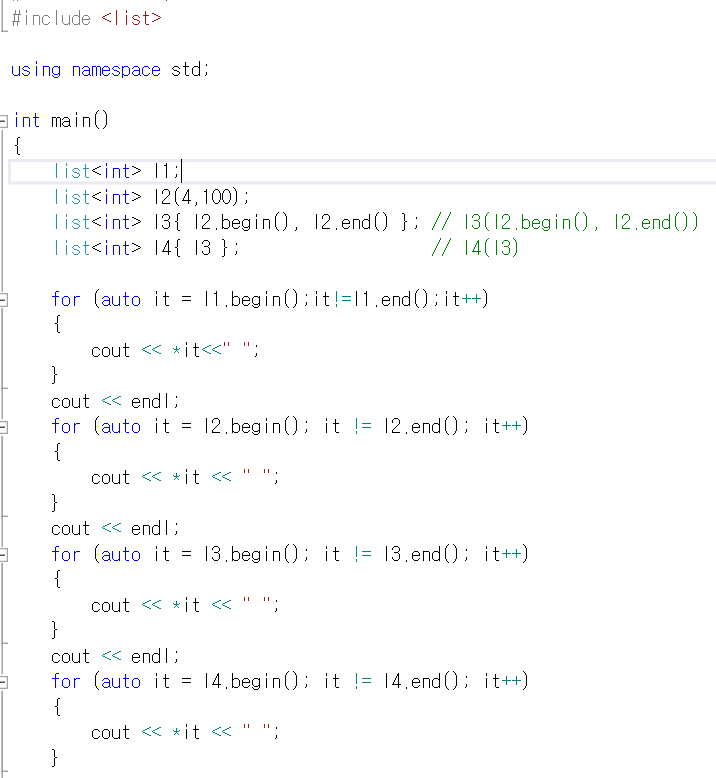 #include <list>
using namespace std;
int main()
{
list<int> l1;
list<int> l2(4,100);
list<int> l3{ l2.begin(), l2.end() }; // l3(l2.begin(), l2.end())
list<int> l4{ l3 }; // l4(l3)
for (auto it = l1.begin();it!=l1.end();it++)
{
cout << *it<<" ";
}
cout << endl;
for (auto it = l2.begin(); it != l2.end(); it++)
{
cout << *it << " ";
}
cout << endl;
for (auto it = l3.begin(); it != l3.end(); it++)
{
cout << *it << " ";
}
cout << endl;
for (auto it = l4.begin(); it != l4.end(); it++)
{
cout << *it << " ";
}